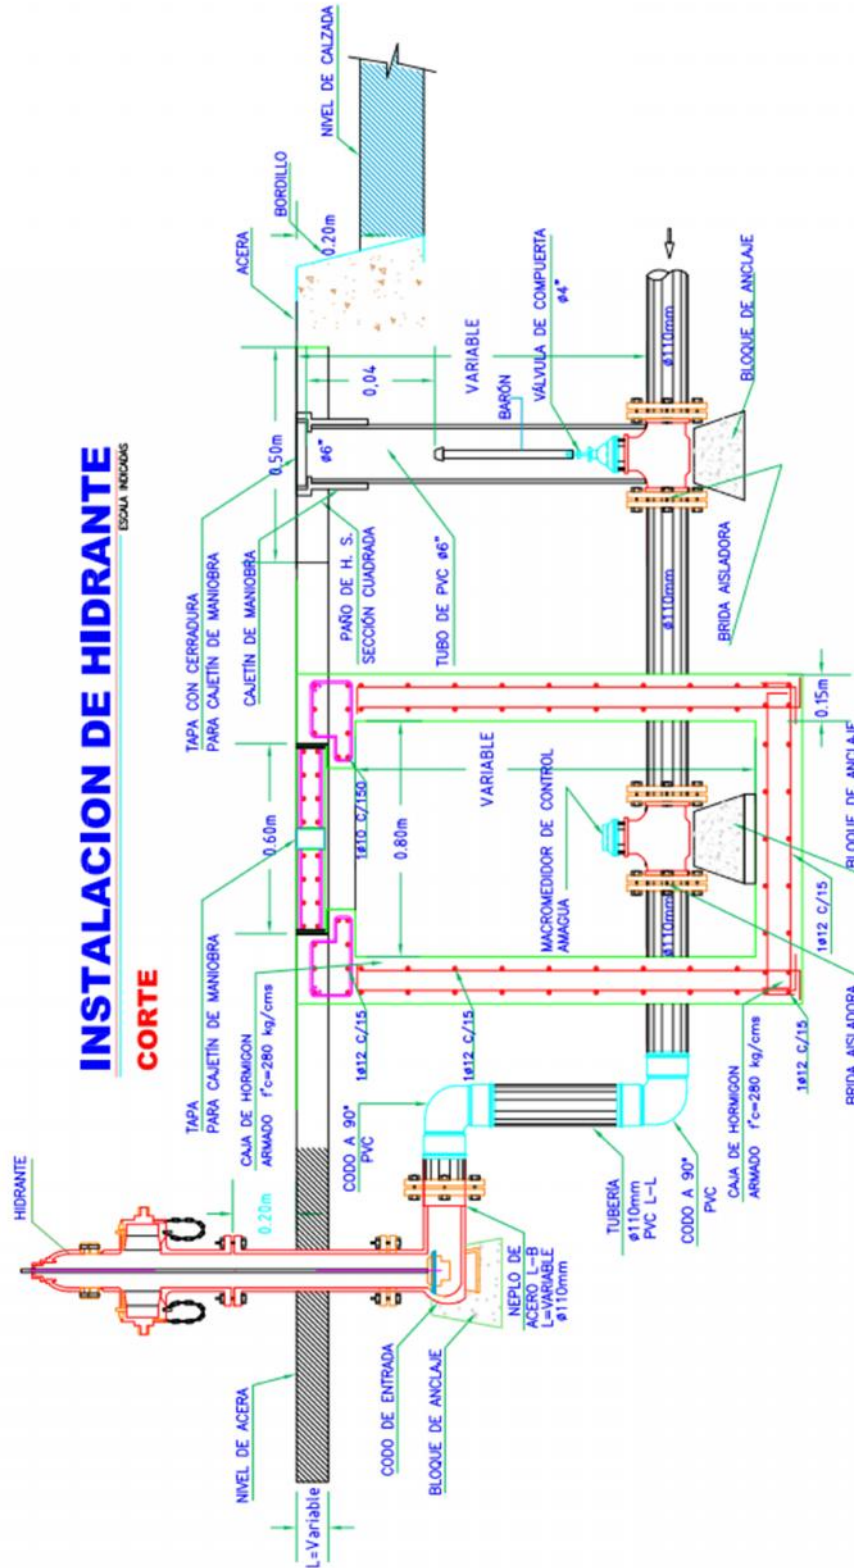 INSTALACION DE HIDRANTE
ESCALA INDICADAS
CORTE
HIDRANTE
NIVEL DE ACERA
L=Variable
0.20m
CODO DE ENTRADA
BLOQUE DE ANCLAJE
NEPLO DE
ACERO L-B
L=VARIABLE
ø110mm
CODO A 90°
PVC
TUBERÍA
ø110mm
PVC L-L
CODO A 90°
PVC
TAPA
PARA CAJETÍN DE MANIOBRA
CAJA DE HORMIGON
ARMADO f'c=280 kg/cms
1ø12 C/15
1ø12 C/15
CAJA DE HORMIGON
ARMADO f'c=280 kg/cms
1ø12 C/15
0.60m
1ø10 C/150
0.80m
VARIABLE
MACROMEDIDOR DE CONTROL
AMAGUA
ø110mm
BRIDA AISLADORA
1ø12 C/15
BLOQUE DE ANCLAJE
0.15m
TAPA CON CERRADURA
PARA CAJETÍN DE MANIOBRA
CAJETÍN DE MANIOBRA
PAÑO DE H. S.
SECCIÓN CUADRADA
TUBO DE PVC ø6"
0.50m
ø6"
0,04
VARIABLE
BARÓN
VÁLVULA DE COMPUERTA
ø4"
ø110mm
ø110mm
BRIDA AISLADORA
BLOQUE DE ANCLAJE
ACERA
BORDILLO
0.20m
NIVEL DE CALZADA